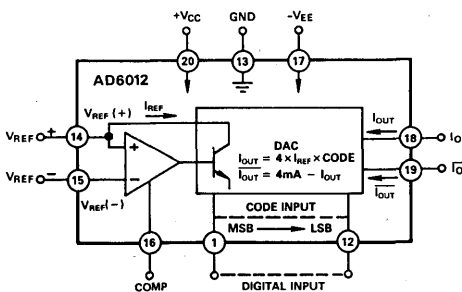 +VCC GND -VEE
20 13 17
AD6012
VREF(+) IREF
VREF + 14
VREF - 15
VREF(-)
+
-
DAC
IOUT = 4 × IREF × CODE
IOUT = 4mA - IOUT
CODE INPUT
MSB LSB
IOUT 18 IO
IOUT 19 IO
16 1 12
COMP DIGITAL INPUT